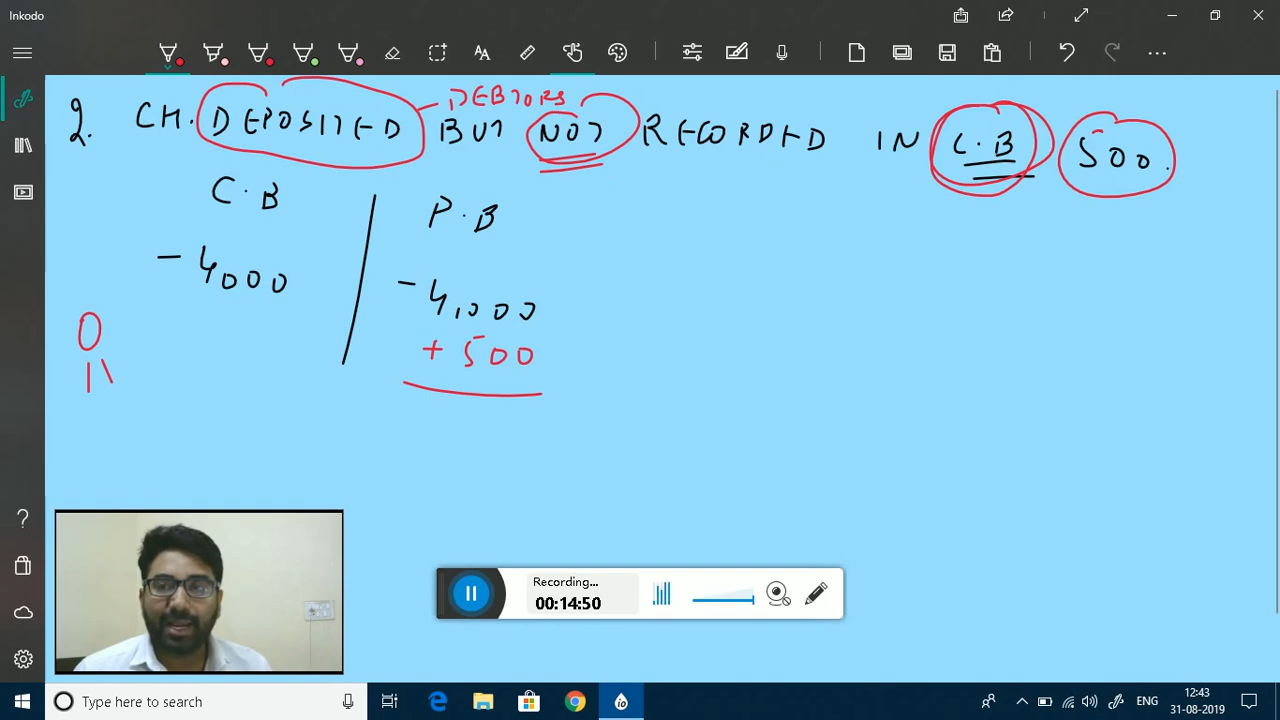 Inkodo
2. CH. DEPOSITED BUT NOT RECORDED IN C.B 500.
DEBTORS
C.B
P.B
- 4000
- 4,000
+ 500
0
Recording...
00:14:50
Type here to search
ENG
12:43
31-08-2019